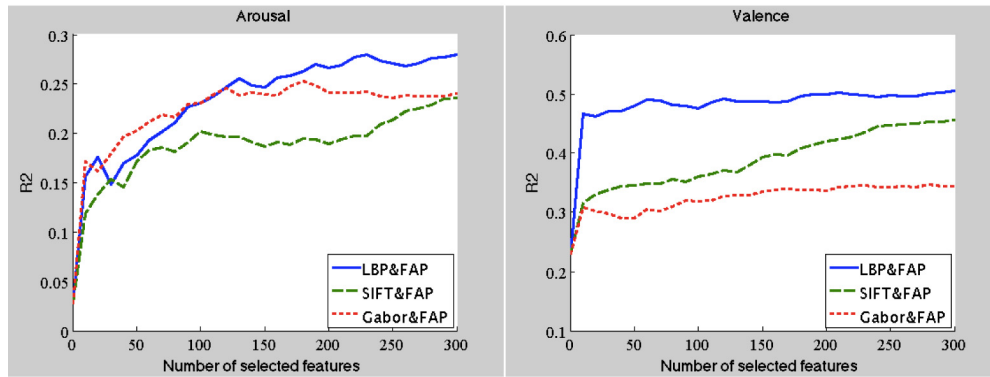 Arousal
0.3
0.25
0.2
0.15
0.1
0.05
0
R2
0 50 100 150 200 250 300
Number of selected features
LBP&FAP
SIFT&FAP
Gabor&FAP
Valence
0.6
0.5
0.4
0.3
0.2
0.1
R2
0 50 100 150 200 250 300
Number of selected features
LBP&FAP
SIFT&FAP
Gabor&FAP